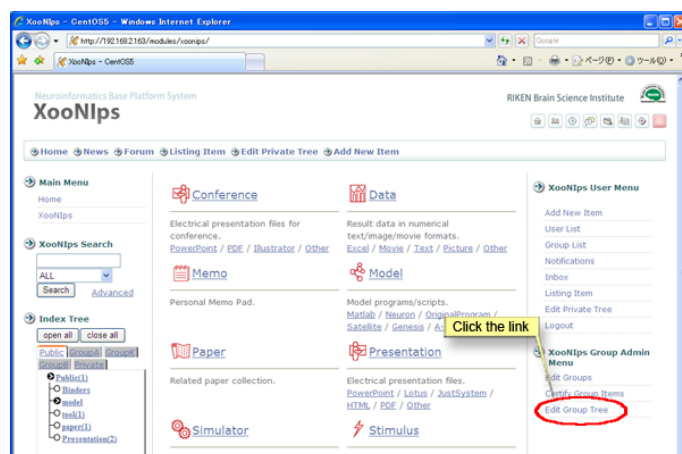 XooNIps - CentOS5 - Windows Internet Explorer
http://192.168.2.163/modules/xoonips/
Google
XooNIps - CentOS5
ページ(P)
ツール(O)
Neuroinformatics Base Platform System
XooNIps
RIKEN Brain Science Institute
Home News Forum Listing Item Edit Private Tree Add New Item
Main Menu
Home
XooNIps
XooNIps Search
ALL
Search Advanced
Index Tree
open all close all
Public GroupA GroupK
GroupB Private
Public(1)
Binders
model
tool(1)
paper(1)
Presentation(2)
Conference
Electrical presentation files for
conference.
PowerPoint / PDF / Illustrator / Other
Data
Result data in numerical
text/image/movie formats.
Excel / Movie / Text / Picture / Other
Memo
Personal Memo Pad.
Model
Model programs/scripts.
Matlab / Neuron / OriginalProgram /
Satellite / Genesis / A
Paper
Related paper collection.
Presentation
Electrical presentation files.
PowerPoint / Lotus / JustSystem /
HTML / PDF / Other
Simulator
Stimulus
XooNIps User Menu
Add New Item
User List
Group List
Notifications
Inbox
Listing Item
Edit Private Tree
Logout
Click the link
XooNIps Group Admin
Menu
Edit Groups
Certify Group Items
Edit Group Tree